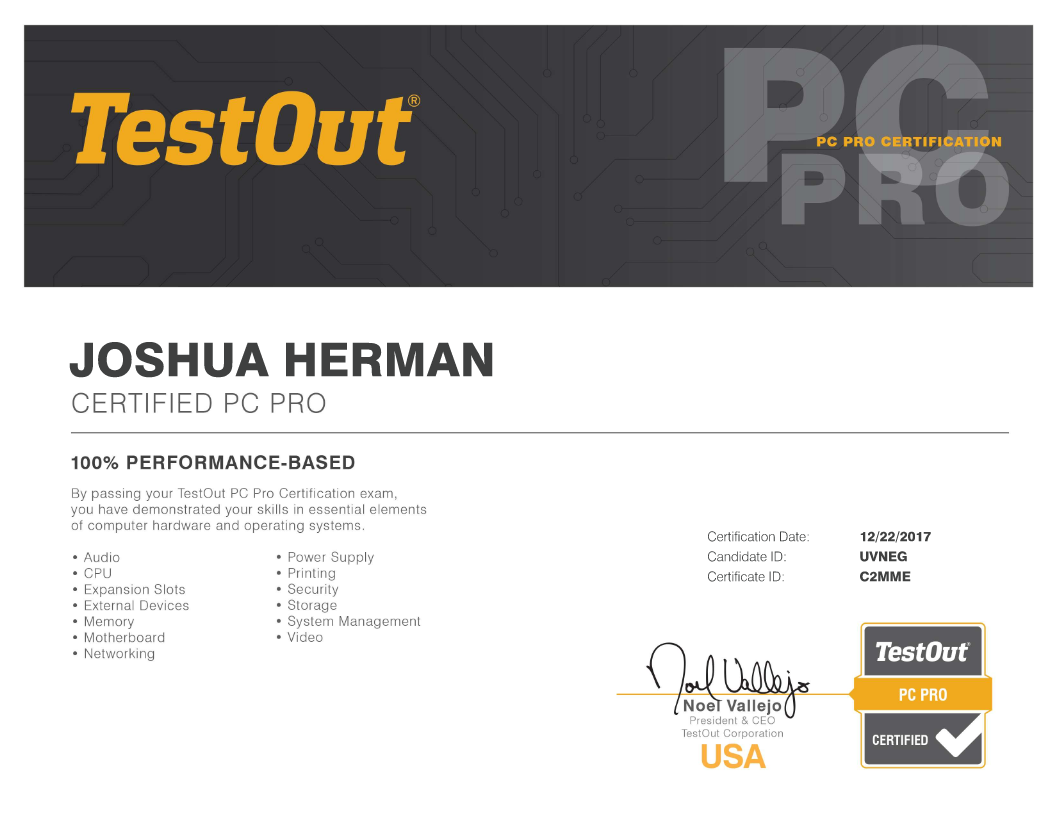 TestOut®
PC
PC PRO CERTIFICATION
PRO
JOSHUA HERMAN
CERTIFIED PC PRO
100% PERFORMANCE-BASED
By passing your TestOut PC Pro Certification exam,
you have demonstrated your skills in essential elements
of computer hardware and operating systems.
• Audio
• CPU
• Expansion Slots
• External Devices
• Memory
• Motherboard
• Networking
• Power Supply
• Printing
• Security
• Storage
• System Management
• Video
Certification Date: 12/22/2017
Candidate ID: UVNEG
Certificate ID: C2MME
Noel Vallejo
Noel Vallejo
President & CEO
TestOut Corporation
USA
TestOut®
PC PRO
CERTIFIED